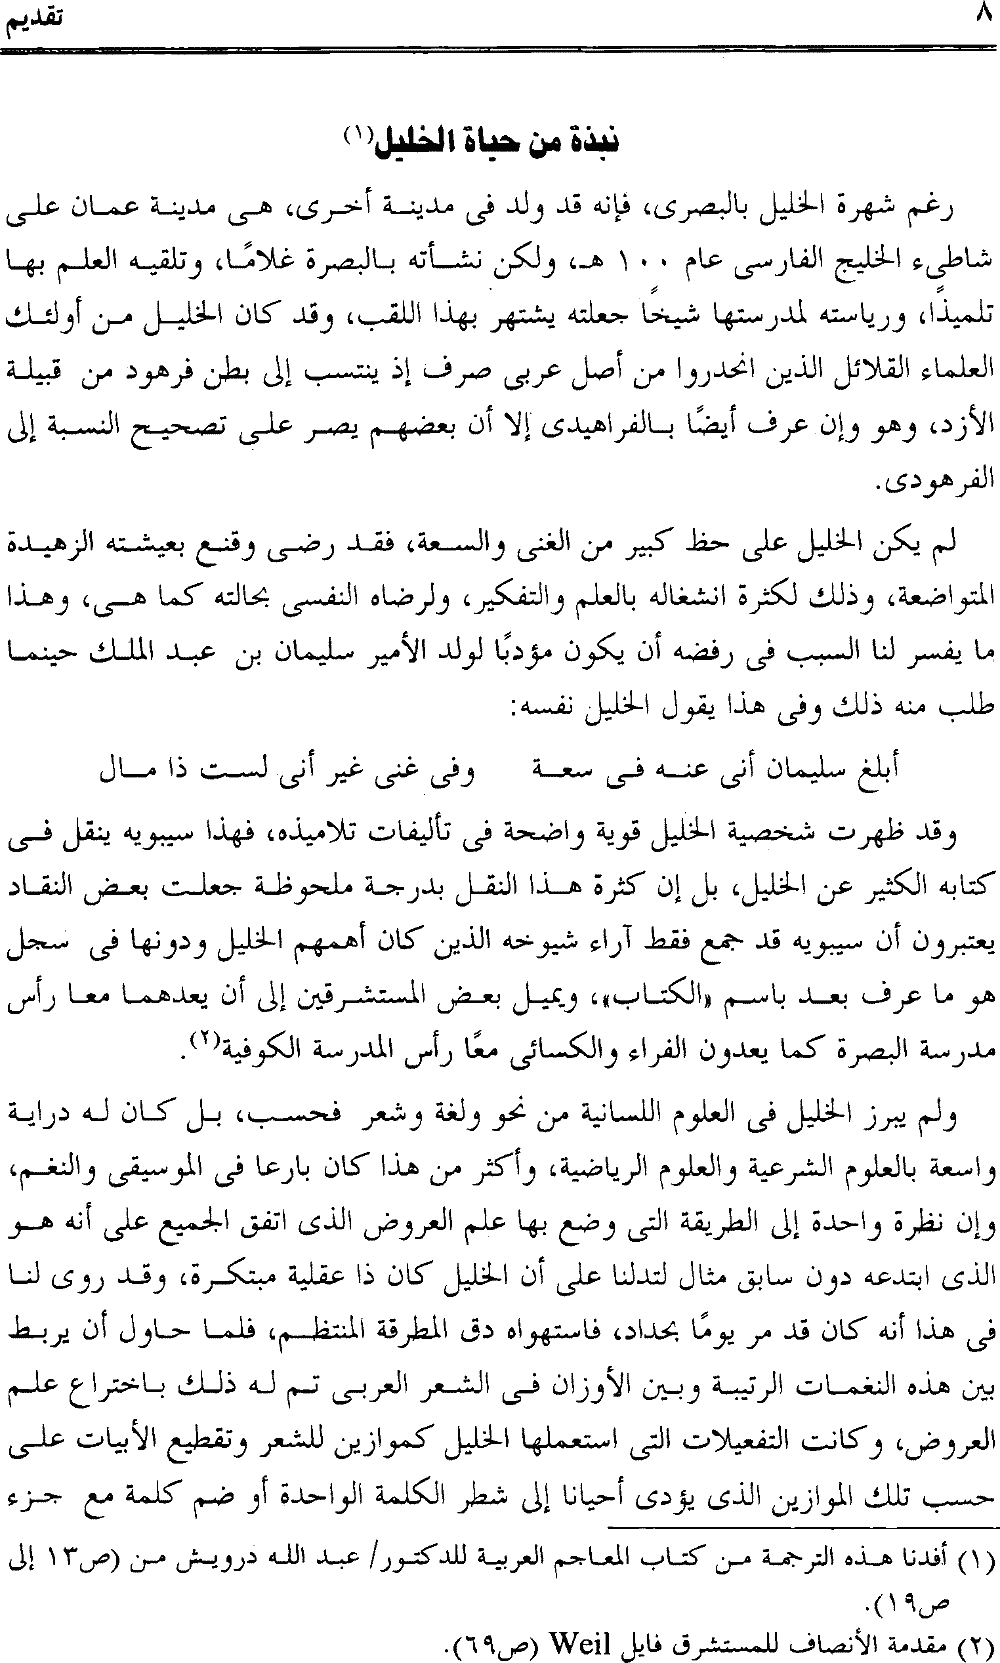 ٨
تقديم
نبذة من حياة الخليل(١)
رغم شهرة الخليل بالبصرى، فإنه قد ولد فى مدينة أخرى، هى مدينة عمان على
شاطىء الخليج الفارسى عام ١٠٠ هـ، ولكن نشأته بالبصرة غلامًا، وتلقيه العلم بها
تلميذًا، ورياسته لمدرستها شيخًا جعلته يشتهر بهذا اللقب، وقد كان الخليل من أولئك
العلماء القلائل الذين انحدروا من أصل عربى صرف إذ ينتسب إلى بطن فرهود من قبيلة
الأزد، وهو وإن عرف أيضًا بالفراهيدى إلا أن بعضهم يصر على تصحيح النسبة إلى
الفرهودى.
لم يكن الخليل على حظ كبير من الغنى والسعة، فقد رضى وقنع بعيشته الزهيدة
المتواضعة، وذلك لكثرة انشغاله بالعلم والتفكير، ولرضاه النفسى بحالته كما هى، وهذا
ما يفسر لنا السبب فى رفضه أن يكون مؤدبًا لولد الأمير سليمان بن عبد الملك حينما
طلب منه ذلك وفى هذا يقول الخليل نفسه:
أبلغ سليمان أنى عنه فى سعة وفى غنى غير أنى لست ذا مال
وقد ظهرت شخصية الخليل قوية واضحة فى تأليفات تلاميذه، فهذا سيبويه ينقل فى
كتابه الكثير عن الخليل، بل إن كثرة هذا النقل بدرجة ملحوظة جعلت بعض النقاد
يعتبرون أن سيبويه قد جمع فقط آراء شيوخه الذين كان أهمهم الخليل ودونها فى سجل
هو ما عرف بعد باسم «الكتاب»، ويميل بعض المستشرقين إلى أن يعدهما معا رأس
مدرسة البصرة كما يعدون الفراء والكسائى معًا رأس المدرسة الكوفية(٢).
ولم يبرز الخليل فى العلوم اللسانية من نحو ولغة وشعر فحسب، بل كان له دراية
واسعة بالعلوم الشرعية والعلوم الرياضية، وأكثر من هذا كان بارعا فى الموسيقى والنغم،
وإن نظرة واحدة إلى الطريقة التى وضع بها علم العروض الذى اتفق الجميع على أنه هو
الذى ابتدعه دون سابق مثال لتدلنا على أن الخليل كان ذا عقلية مبتكرة، وقد روى لنا
فى هذا أنه كان قد مر يومًا بحداد، فاستهواه دق المطرقة المنتظم، فلما حاول أن يربط
بين هذه النغمات الرتيبة وبين الأوزان فى الشعر العربى تم له ذلك باختراع علم
العروض، وكانت التفعيلات التى استعملها الخليل كموازين للشعر وتقطيع الأبيات على
حسب تلك الموازين الذى يؤدى أحيانا إلى شطر الكلمة الواحدة أو ضم كلمة مع جزء
(١) أفدنا هذه الترجمة من كتاب المعاجم العربية للدكتور/ عبد الله درويش من (ص١٣ إلى
ص١٩).
(٢) مقدمة الأنصاف للمستشرق فايل Weil (ص٦٩).